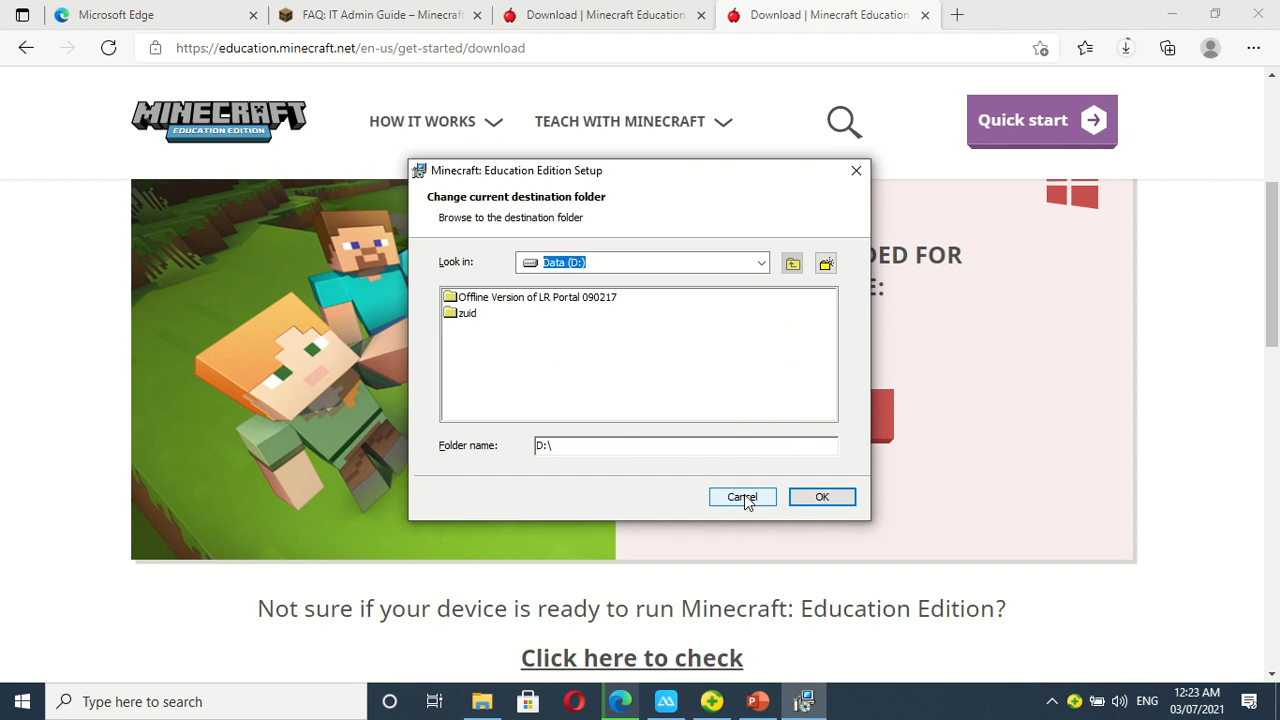 Microsoft Edge
FAQ: IT Admin Guide – Minecraf
Download | Minecraft Education
Download | Minecraft Education
https://education.minecraft.net/en-us/get-started/download
MINECRAFT
EDUCATION EDITION
HOW IT WORKS
TEACH WITH MINECRAFT
Quick start
DED FOR
E:
Minecraft: Education Edition Setup
Change current destination folder
Browse to the destination folder
Look in:
Data (D:)
Offline Version of LR Portal 090217
zuid
Folder name:
D:\
Cancel
OK
Not sure if your device is ready to run Minecraft: Education Edition?
Click here to check
Type here to search
ENG
12:23 AM
03/07/2021